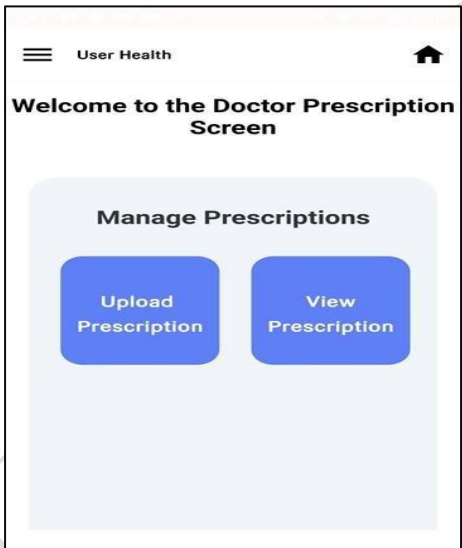 User Health
Welcome to the Doctor Prescription
Screen
Manage Prescriptions
Upload
Prescription
View
Prescription